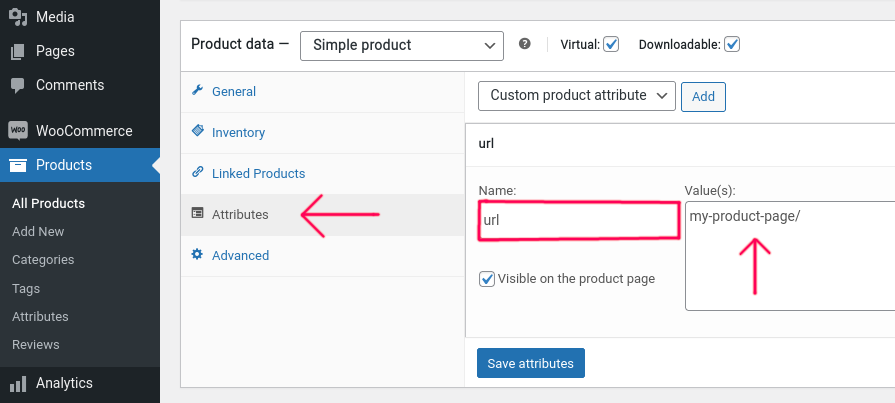 Media
Pages
Comments
WOO WooCommerce
Products
All Products
Add New
Categories
Tags
Attributes
Reviews
Analytics
Product data — Simple product ? Virtual: Downloadable:
General
Inventory
Linked Products
Attributes
Advanced
Custom product attribute Add
url
Name: Value(s):
url my-product-page/
Visible on the product page
Save attributes